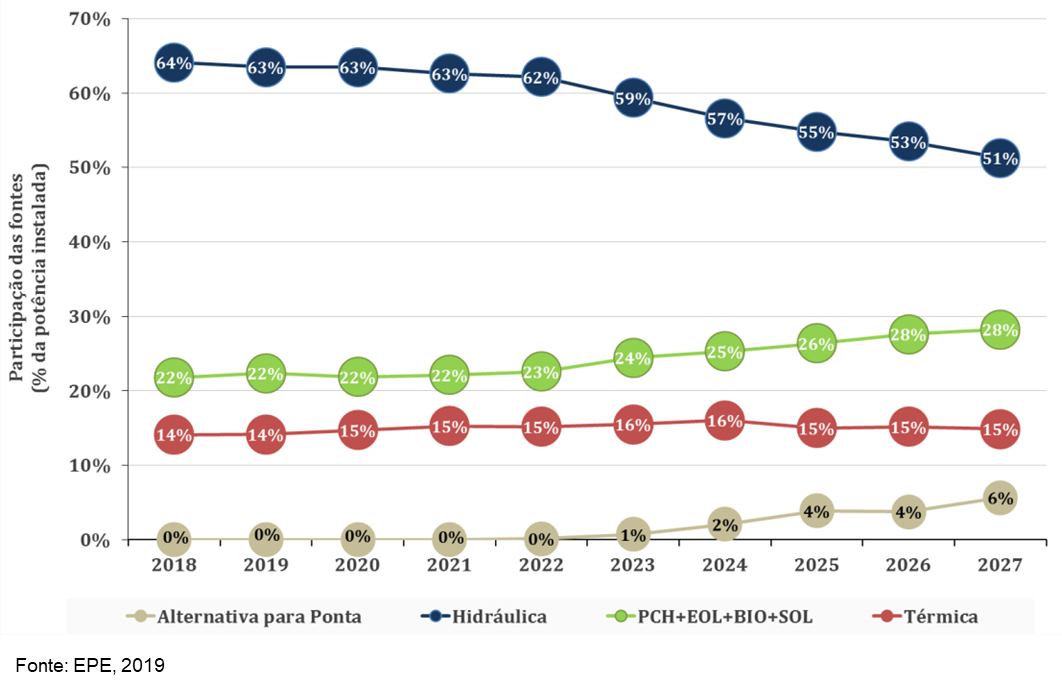 Participação das fontes
(% da potência instalada)
70%
60%
50%
40%
30%
20%
10%
0%
64% 63% 63% 63% 62% 59% 57% 55% 53% 51%
22% 22% 22% 22% 23% 24% 25% 26% 28% 28%
14% 14% 15% 15% 15% 16% 16% 15% 15% 15%
0% 0% 0% 0% 0% 1% 2% 4% 4% 6%
2018 2019 2020 2021 2022 2023 2024 2025 2026 2027
Alternativa para Ponta Hidráulica PCH+EOL+BIO+SOL Térmica
Fonte: EPE, 2019